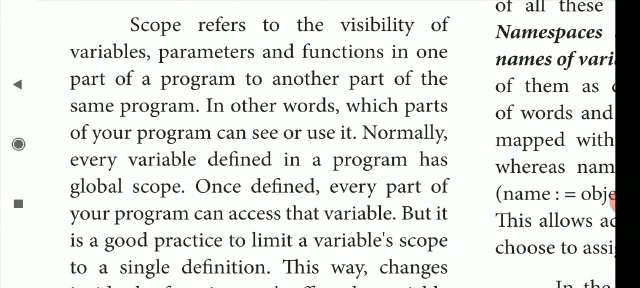 Scope refers to the visibility of
variables, parameters and functions in one
part of a program to another part of the
same program. In other words, which parts
of your program can see or use it. Normally,
every variable defined in a program has
global scope. Once defined, every part of
your program can access that variable. But it
is a good practice to limit a variable's scope
to a single definition. This way, changes
of all these
Namespaces
names of vari
of them as
of words and
mapped with
whereas nam
(name : = obje
This allows ac
choose to assi
In the